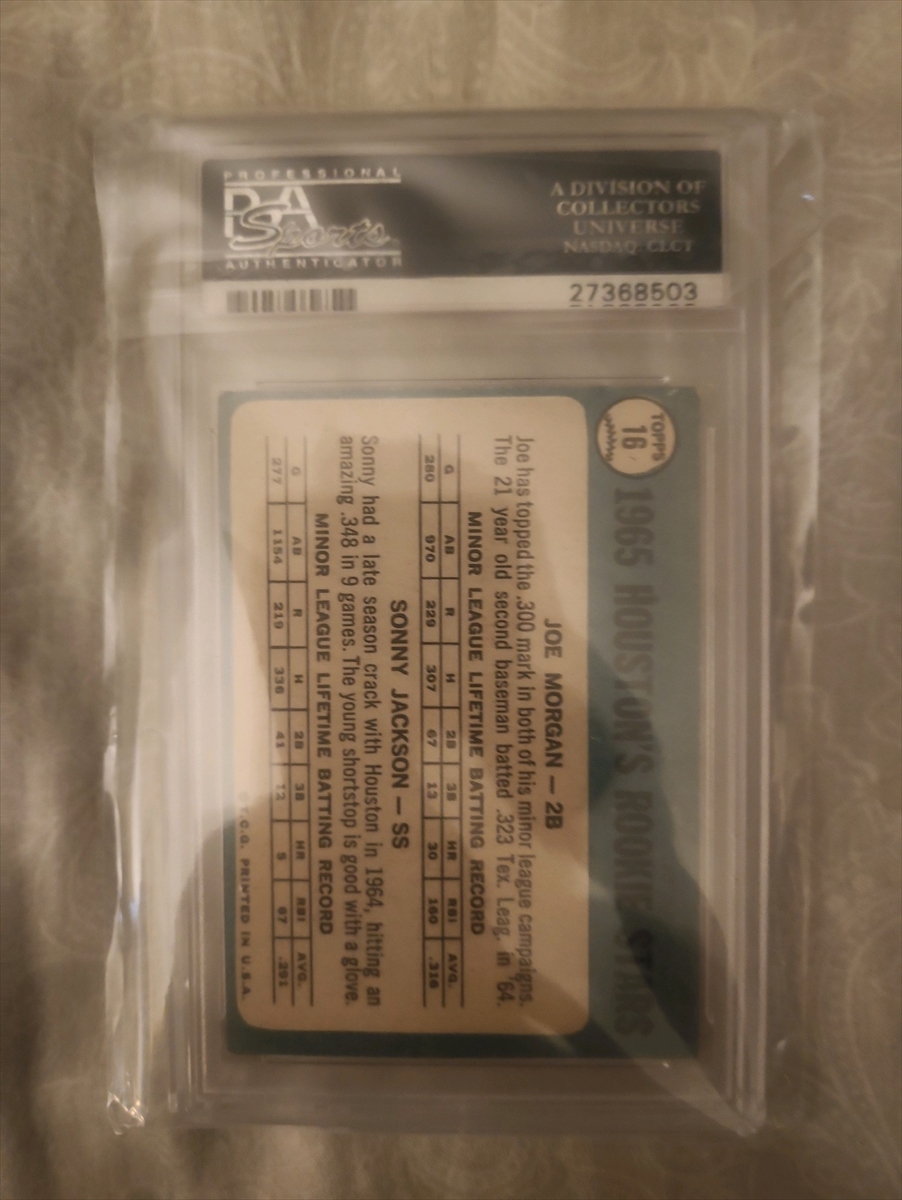 PROFESSIONAL
PSA
Sports
AUTHENTICATOR
A DIVISION OF
COLLECTORS
UNIVERSE
NASDAQ: CLCT
27368503
TOPPS
16
1965 HOUSTON'S ROOKIE STARS
JOE MORGAN — 2B
Joe has topped the .300 mark in both of his minor league campaigns.
The 21 year old second baseman batted .323 Tex. Leag. in '64.
MINOR LEAGUE LIFETIME BATTING RECORD
G AB R H 2B 3B HR RBI AVG.
280 970 229 307 67 13 30 160 .316
SONNY JACKSON — SS
Sonny had a late season crack with Houston in 1964, hitting an
amazing .348 in 9 games. The young shortstop is good with a glove.
MINOR LEAGUE LIFETIME BATTING RECORD
G AB R H 2B 3B HR RBI AVG.
277 1154 219 336 41 12 5 67 .291
T.C.G. PRINTED IN U.S.A.